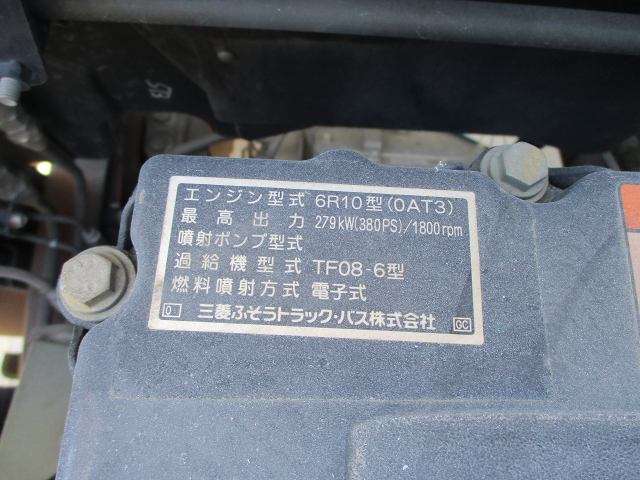 エンジン型式 6R10型(0AT3)
最高出力 279kW(380PS)/1800rpm
噴射ポンプ型式
過給機型式 TF08-6型
燃料噴射方式 電子式
0 三菱ふそうトラック・バス株式会社 GC